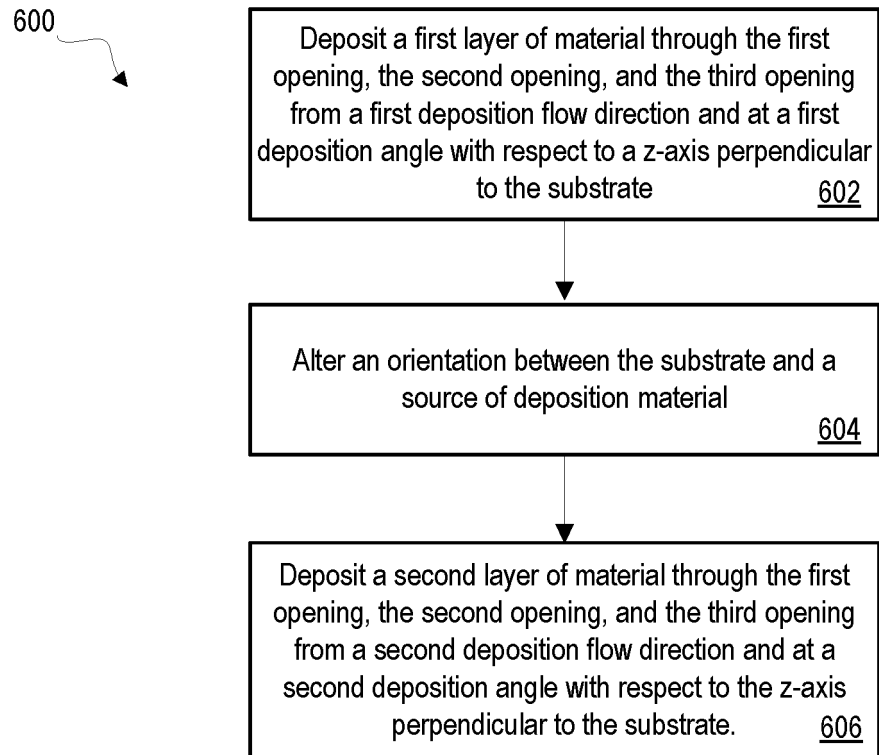 600
Deposit a first layer of material through the first
opening, the second opening, and the third opening
from a first deposition flow direction and at a first
deposition angle with respect to a z-axis perpendicular
to the substrate
602
Alter an orientation between the substrate and a
source of deposition material
604
Deposit a second layer of material through the first
opening, the second opening, and the third opening
from a second deposition flow direction and at a
second deposition angle with respect to the z-axis
perpendicular to the substrate.
606